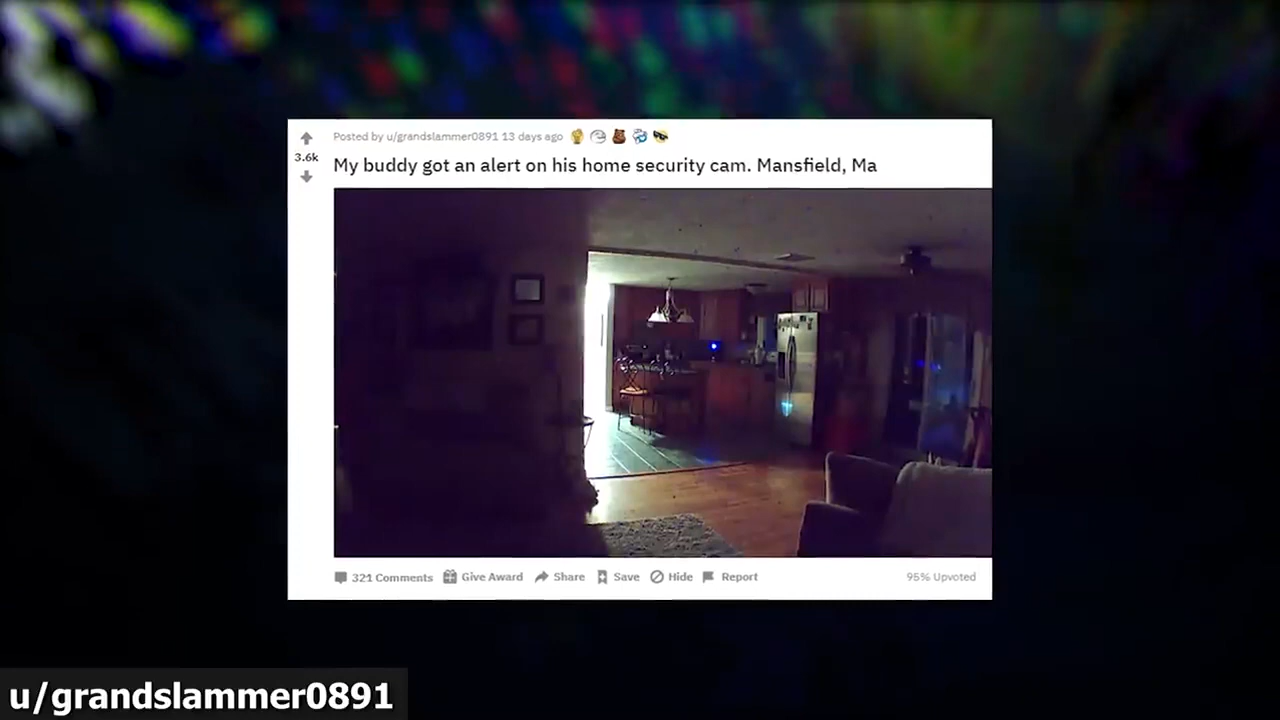 Posted by u/grandslammer0891 13 days ago
3.6k
My buddy got an alert on his home security cam. Mansfield, Ma
321 Comments Give Award Share Save Hide Report 95% Upvoted
u/grandslammer0891